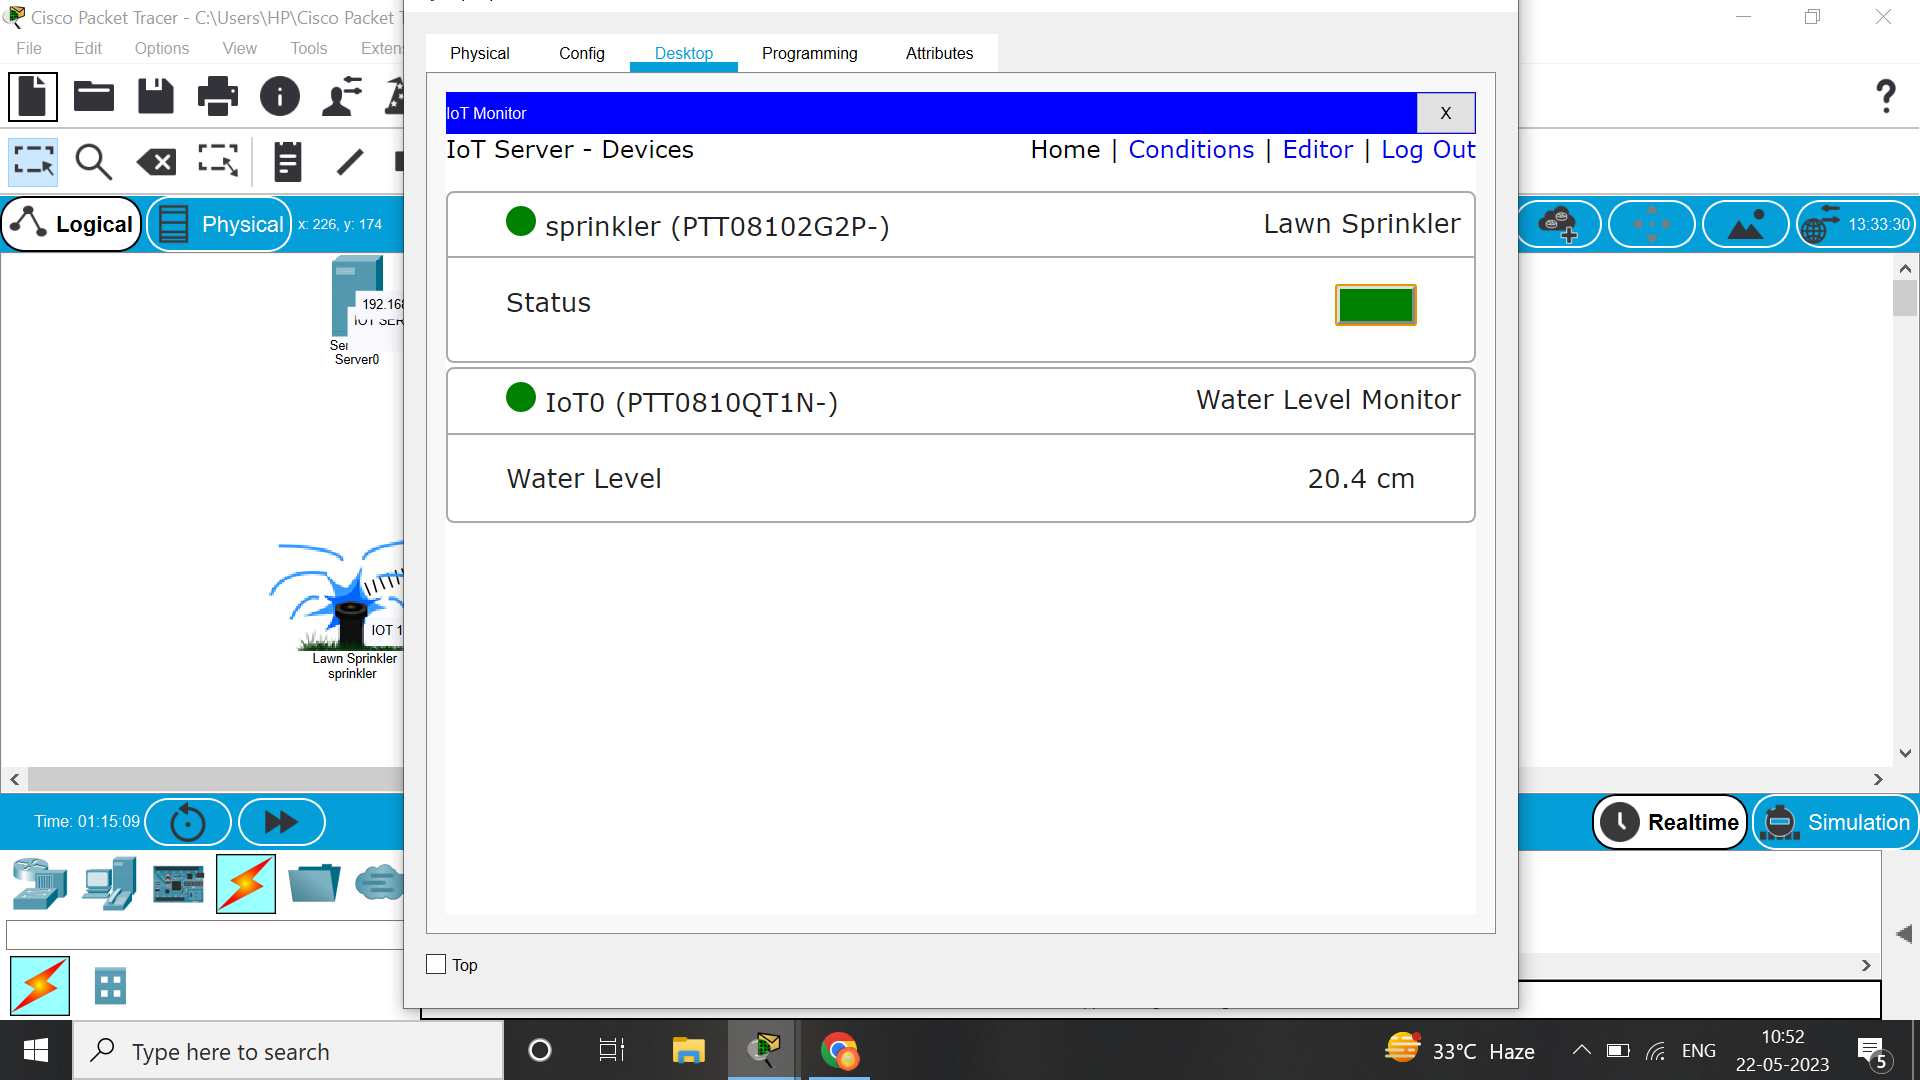 Cisco Packet Tracer - C:\Users\HP\Cisco Packet
File Edit Options View Tools
Logical
Physical
x: 226, y: 174
Physical Config Desktop Programming Attributes
IoT Monitor
X
IoT Server - Devices
Home | Conditions | Editor | Log Out
sprinkler (PTT08102G2P-)
Lawn Sprinkler
Status
IoT0 (PTT0810QT1N-)
Water Level Monitor
Water Level
20.4 cm
Top
13:33:30
Server0
IOT 1
Lawn Sprinkler
sprinkler
Time: 01:15:09
Realtime
Simulation
Type here to search
33°C Haze
ENG
10:52
22-05-2023
5